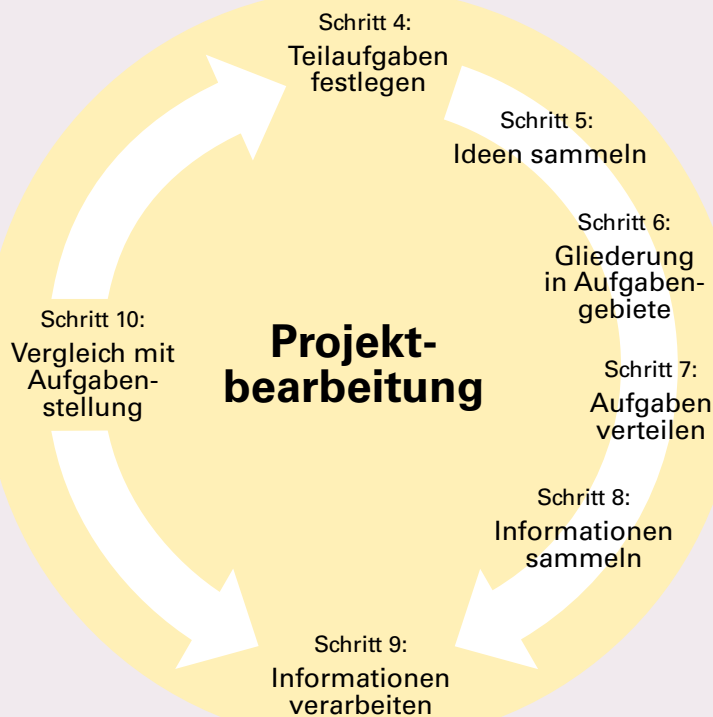 Schritt 4:
Teilaufgaben
festlegen
Schritt 5:
Ideen sammeln
Schritt 6:
Gliederung
in Aufgaben-
gebiete
Schritt 7:
Aufgaben
verteilen
Schritt 8:
Informationen
sammeln
Schritt 9:
Informationen
verarbeiten
Schritt 10:
Vergleich mit
Aufgaben-
stellung
Projekt-
bearbeitung